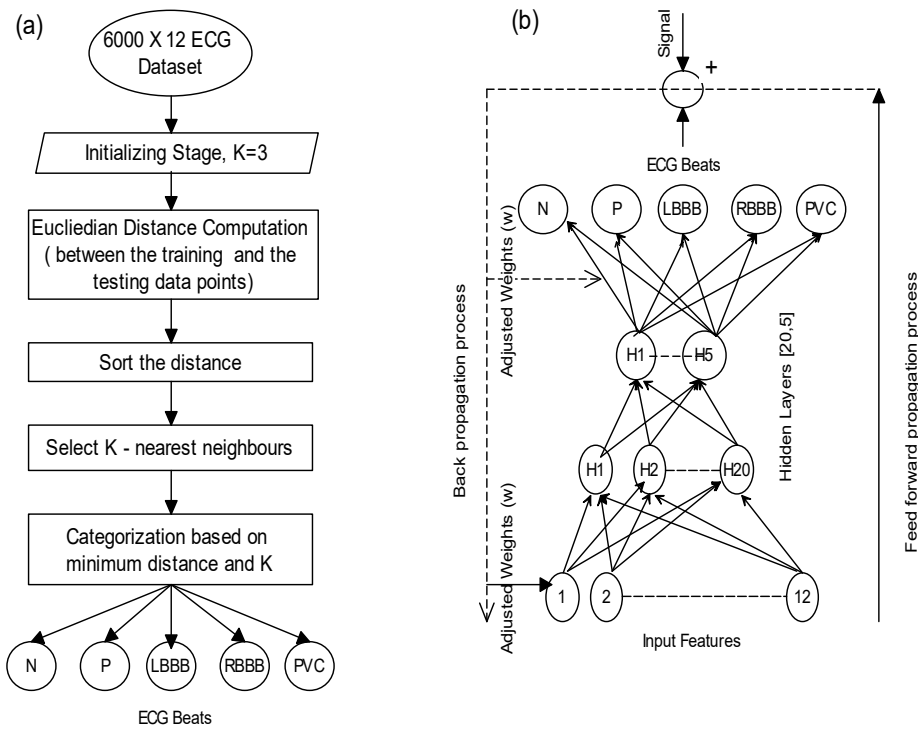 (a)
6000 X 12 ECG
Dataset
Initializing Stage, K=3
Eucliedian Distance Computation
( between the training and the
testing data points)
Sort the distance
Select K - nearest neighbours
Categorization based on
minimum distance and K
N
P
LBBB
RBBB
PVC
ECG Beats
(b)
Signal
+
ECG Beats
N
P
LBBB
RBBB
PVC
Adjusted Weights (w)
Back propagation process
H1
H5
Hidden Layers [20,5]
Feed forward propagation process
H1
H2
H20
Adjusted Weights (w)
1
2
12
Input Features